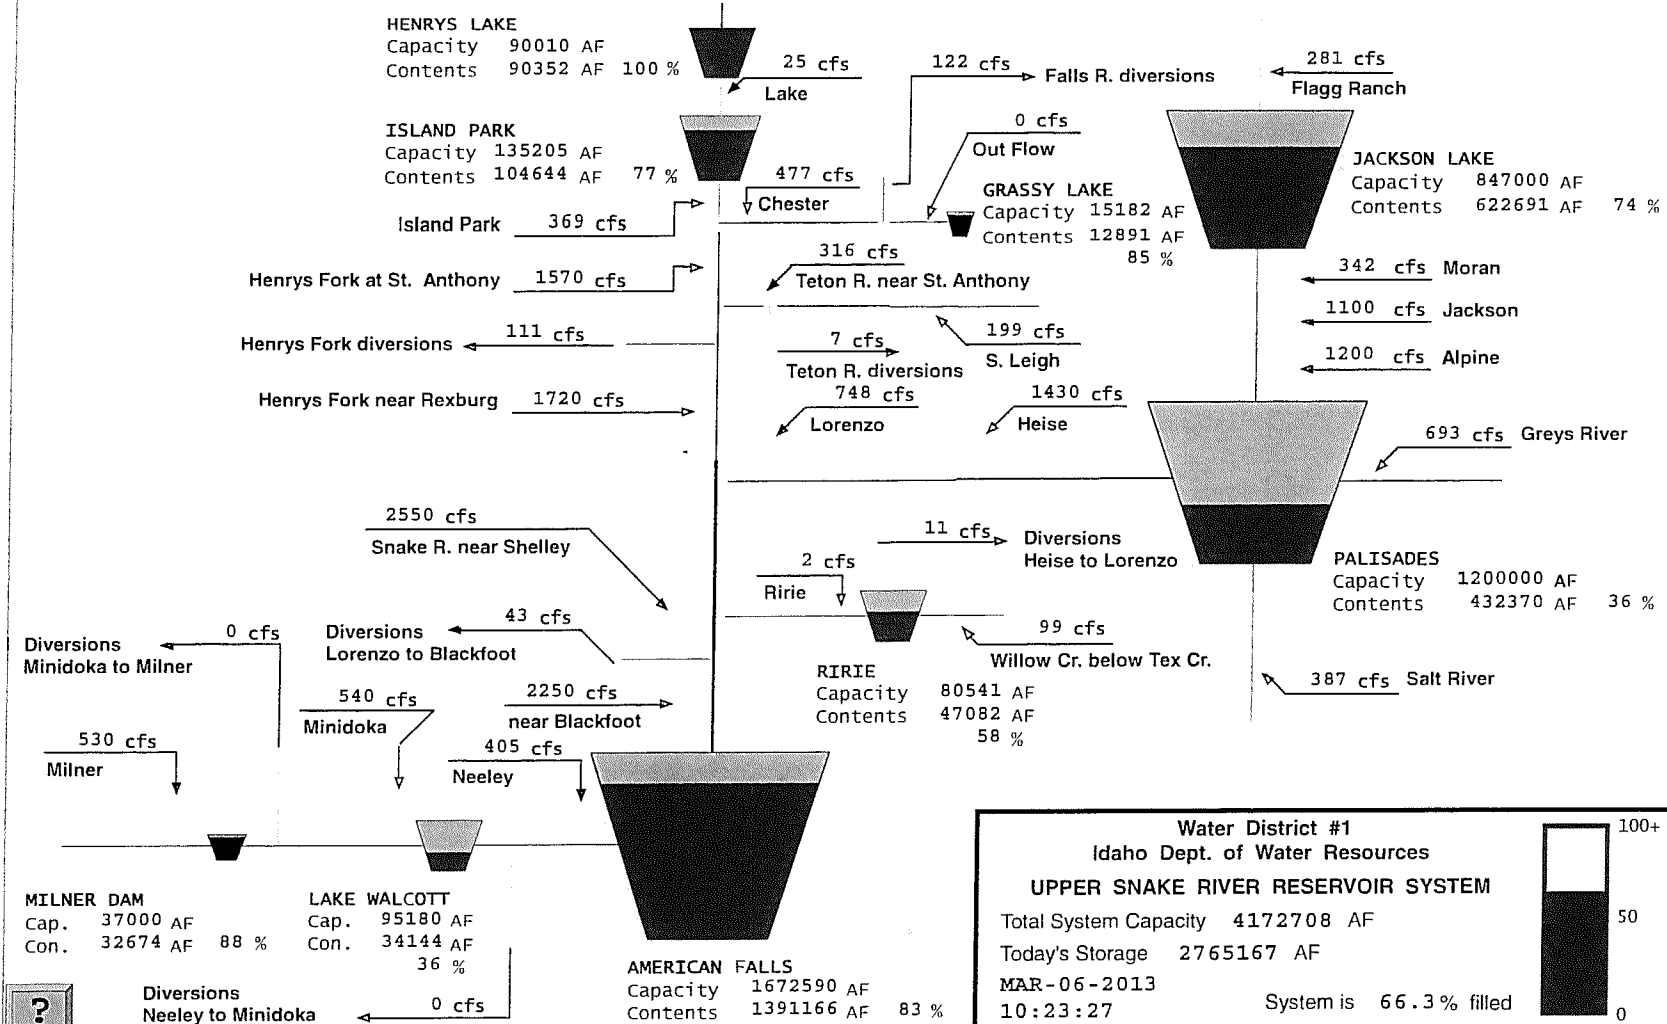 HENRYS LAKE
Capacity 90010 AF
Contents 90352 AF 100 %
25 cfs
Lake
122 cfs
Falls R. diversions
281 cfs
Flagg Ranch
ISLAND PARK
Capacity 135205 AF
Contents 104644 AF 77 %
0 cfs
Out Flow
JACKSON LAKE
Capacity 847000 AF
Contents 622691 AF 74 %
477 cfs
Chester
GRASSY LAKE
Capacity 15182 AF
Contents 12891 AF
85 %
Island Park 369 cfs
316 cfs
Teton R. near St. Anthony
Henrys Fork at St. Anthony 1570 cfs
342 cfs Moran
1100 cfs Jackson
1200 cfs Alpine
Henrys Fork diversions 111 cfs
7 cfs
Teton R. diversions
199 cfs
S. Leigh
Henrys Fork near Rexburg 1720 cfs
748 cfs
Lorenzo
1430 cfs
Heise
693 cfs Greys River
2550 cfs
Snake R. near Shelley
11 cfs
Diversions
Heise to Lorenzo
2 cfs
Ririe
PALISADES
Capacity 1200000 AF
Contents 432370 AF 36 %
0 cfs
Diversions
Minidoka to Milner
43 cfs
Diversions
Lorenzo to Blackfoot
99 cfs
Willow Cr. below Tex Cr.
RIRIE
Capacity 80541 AF
Contents 47082 AF
58 %
387 cfs Salt River
540 cfs
Minidoka
2250 cfs
near Blackfoot
530 cfs
Milner
405 cfs
Neeley
MILNER DAM
Cap. 37000 AF
Con. 32674 AF 88 %
LAKE WALCOTT
Cap. 95180 AF
Con. 34144 AF
36 %
AMERICAN FALLS
Capacity 1672590 AF
Contents 1391166 AF 83 %
?
Diversions
Neeley to Minidoka 0 cfs
Water District #1
Idaho Dept. of Water Resources
UPPER SNAKE RIVER RESERVOIR SYSTEM
Total System Capacity 4172708 AF
Today's Storage 2765167 AF
MAR-06-2013
10:23:27
System is 66.3% filled
100+
50
0